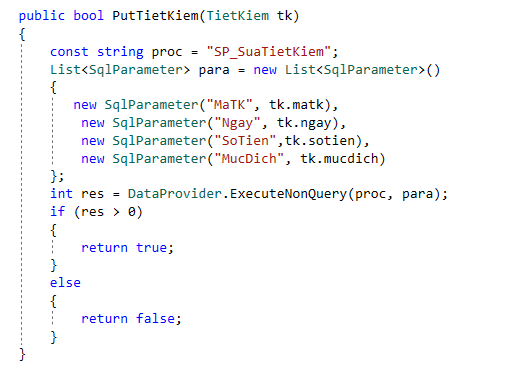 public bool PutTietKiem(TietKiem tk)
{
    const string proc = "SP_SuaTietKiem";
    List<SqlParameter> para = new List<SqlParameter>()
    {
       new SqlParameter("MaTK", tk.matk),
        new SqlParameter("Ngay", tk.ngay),
        new SqlParameter("SoTien",tk.sotien),
        new SqlParameter("MucDich", tk.mucdich)
    };
    int res = DataProvider.ExecuteNonQuery(proc, para);
    if (res > 0)
    {
        return true;
    }
    else
    {
        return false;
    }
}